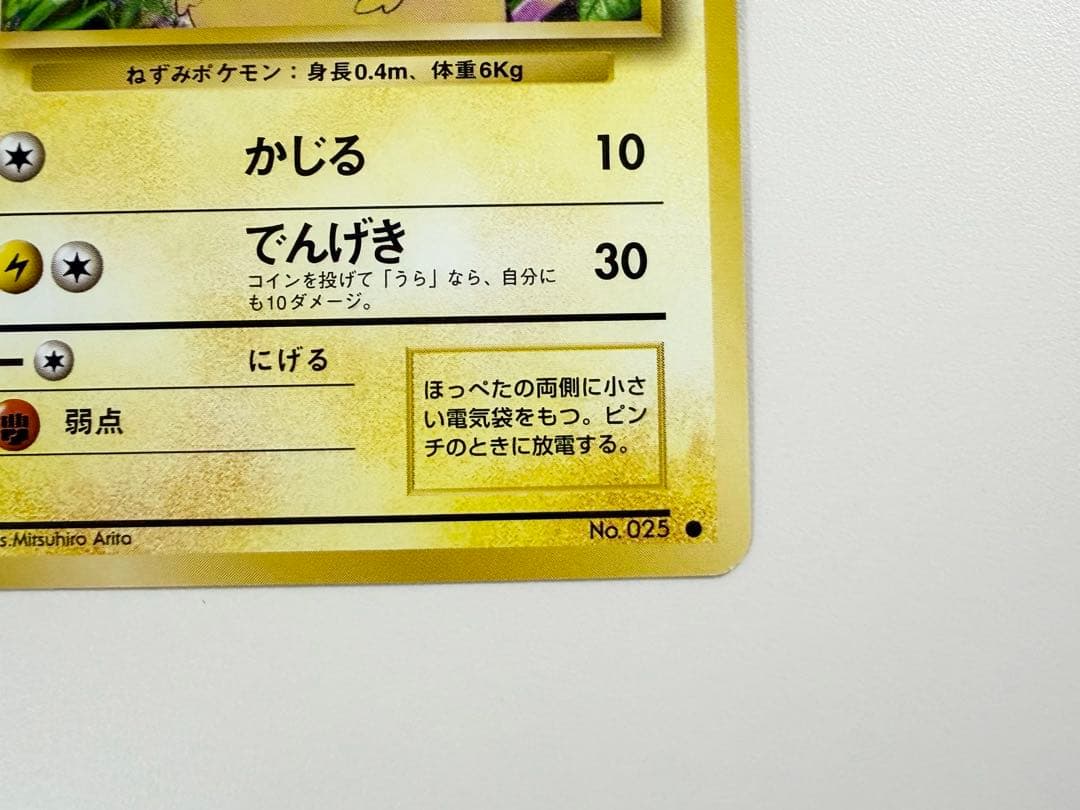 ねずみポケモン：身長0.4m、体重6Kg
かじる 10
でんげき 30
コインを投げて「うら」なら、自分に
も10ダメージ。
にげる
弱点
ほっぺたの両側に小さ
い電気袋をもつ。ピン
チのときに放電する。
s.Mitsuhiro Arita
No. 025 ●